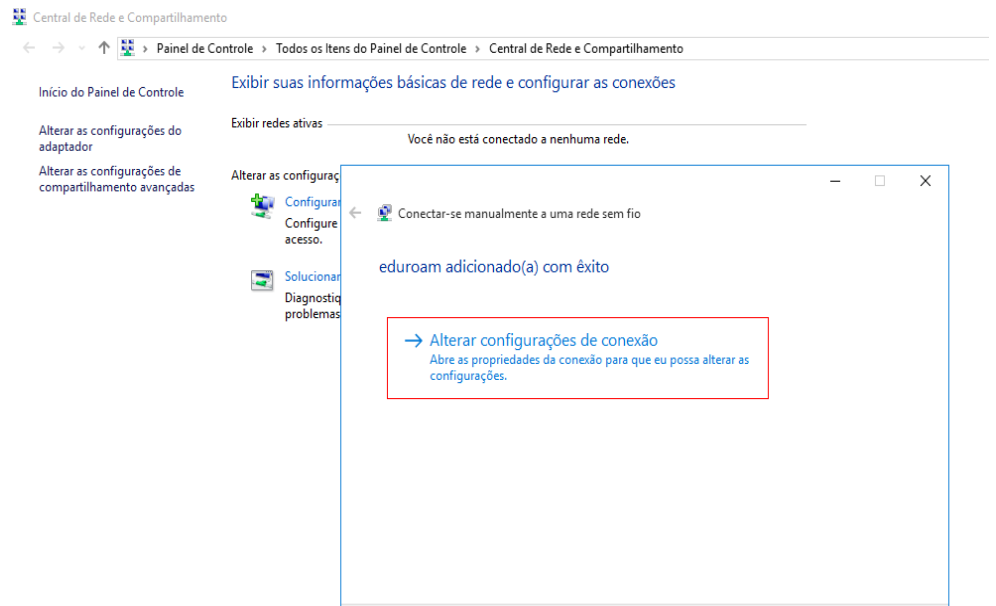 Central de Rede e Compartilhamento
Painel de Controle > Todos os Itens do Painel de Controle > Central de Rede e Compartilhamento
Início do Painel de Controle
Alterar as configurações do
adaptador
Alterar as configurações de
compartilhamento avançadas
Exibir suas informações básicas de rede e configurar as conexões
Exibir redes ativas
Você não está conectado a nenhuma rede.
Alterar as configuraç
Configurar
Configure
acesso.
Solucionar
Diagnostiq
problemas
Conectar-se manualmente a uma rede sem fio
eduroam adicionado(a) com êxito
Alterar configurações de conexão
Abre as propriedades da conexão para que eu possa alterar as
configurações.